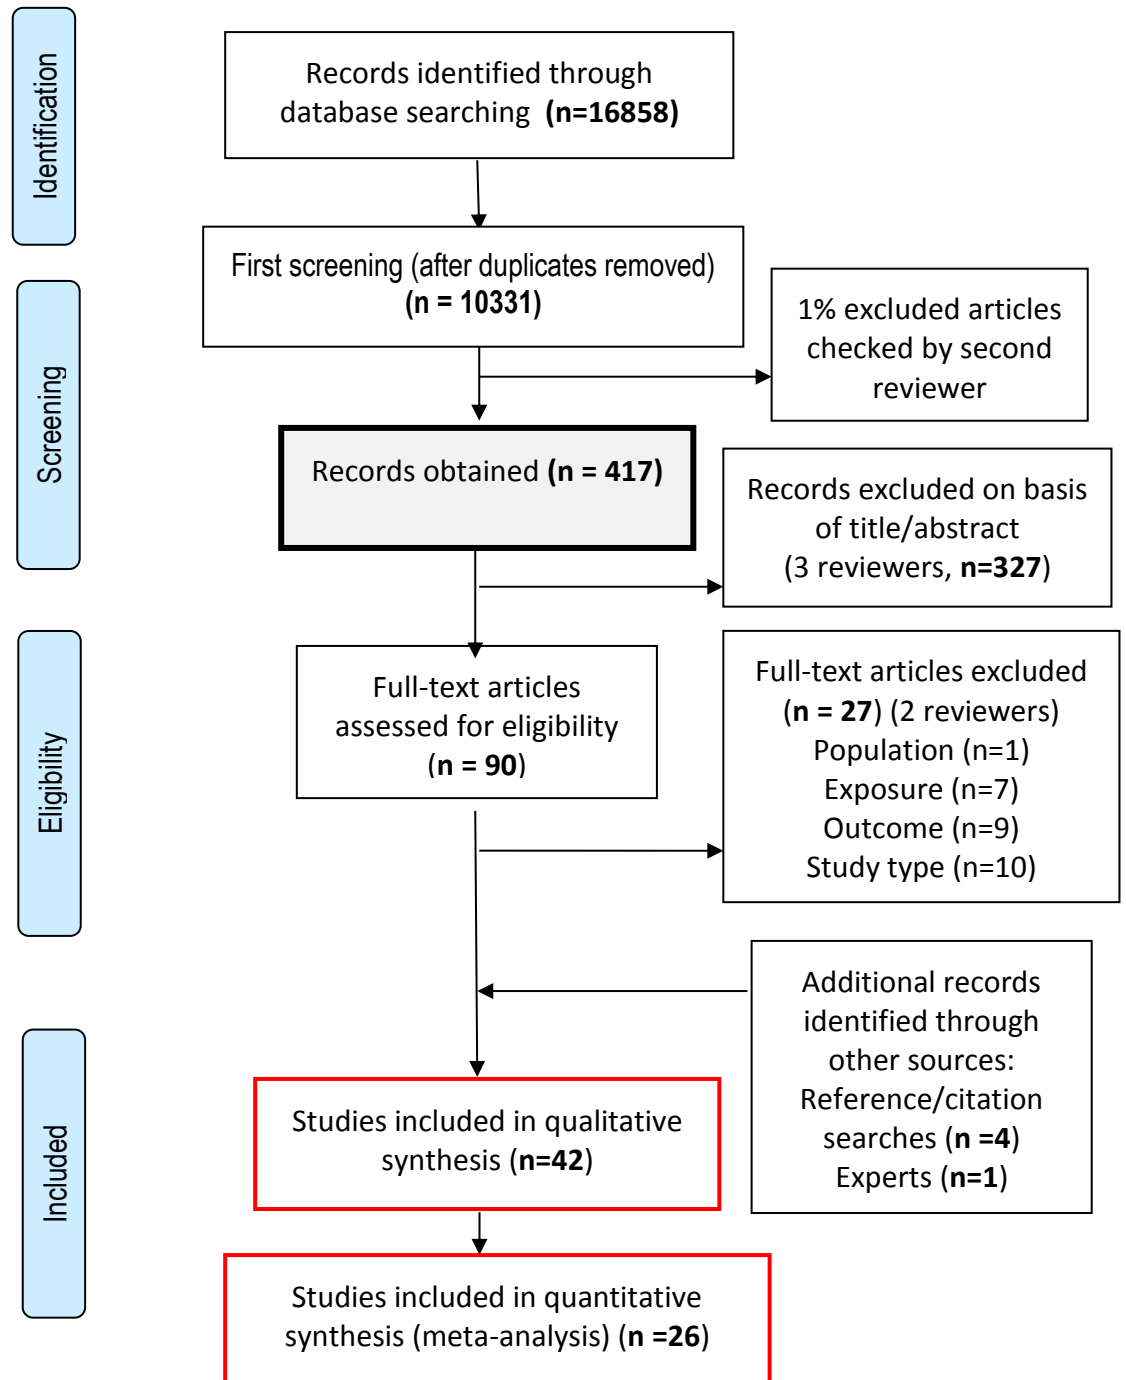 Identification
Records identified through
database searching (n=16858)
First screening (after duplicates removed)
(n = 10331)
Screening
1% excluded articles
checked by second
reviewer
Records obtained (n = 417)
Records excluded on basis
of title/abstract
(3 reviewers, n=327)
Eligibility
Full-text articles
assessed for eligibility
(n = 90)
Full-text articles excluded
(n = 27) (2 reviewers)
Population (n=1)
Exposure (n=7)
Outcome (n=9)
Study type (n=10)
Additional records
identified through
other sources:
Reference/citation
searches (n =4)
Experts (n=1)
Included
Studies included in qualitative
synthesis (n=42)
Studies included in quantitative
synthesis (meta-analysis) (n =26)